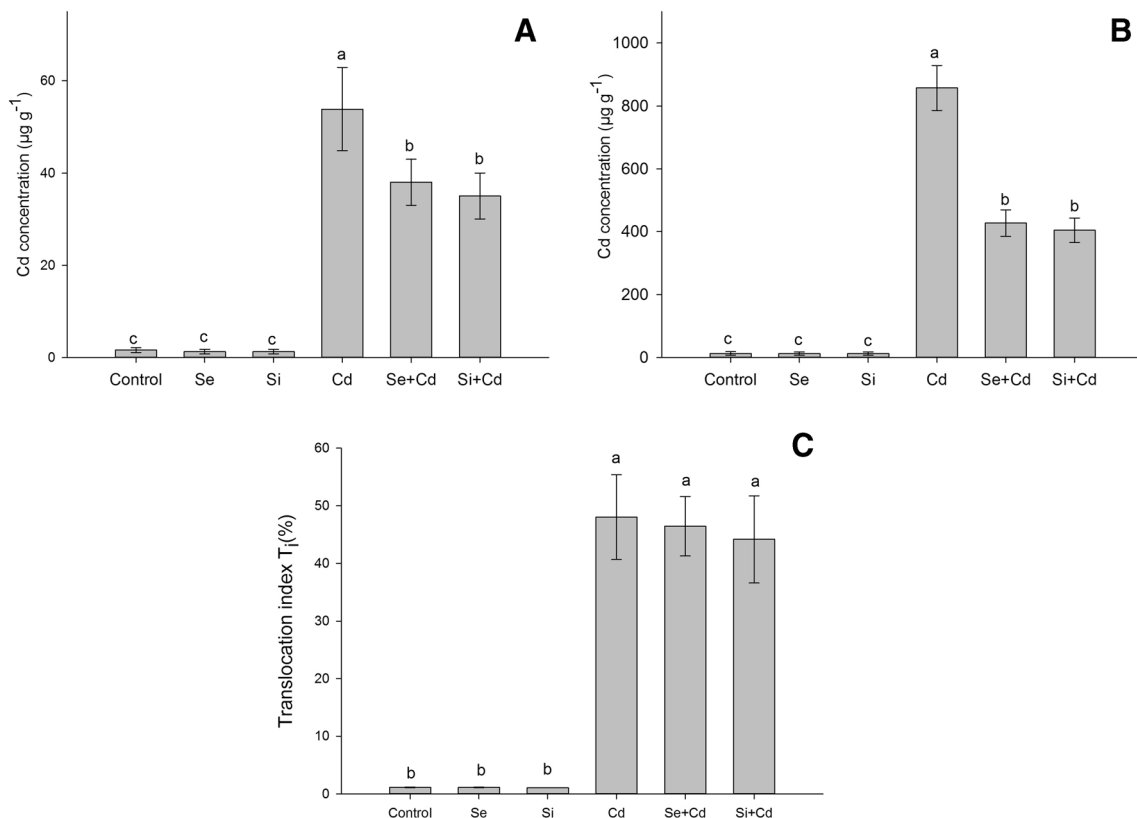 A
Cd concentration (µg g-1)
60
40
20
0
a
b
b
c
c
c
Control Se Si Cd Se+Cd Si+Cd
B
Cd concentration (µg g-1)
1000
800
600
400
200
0
a
b
b
c
c
c
Control Se Si Cd Se+Cd Si+Cd
C
Translocation index Ti(%)
60
50
40
30
20
10
0
a
a
a
b
b
b
Control Se Si Cd Se+Cd Si+Cd